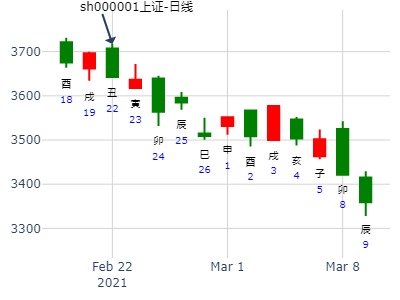 sh000001上证-日线
3700
3600
3500
3400
3300
酉
18
戌
19
丑
22
寅
23
卯
24
辰
25
巳
26
申
1
酉
2
戌
3
亥
4
子
5
卯
8
辰
9
Feb 22
2021
Mar 1
Mar 8